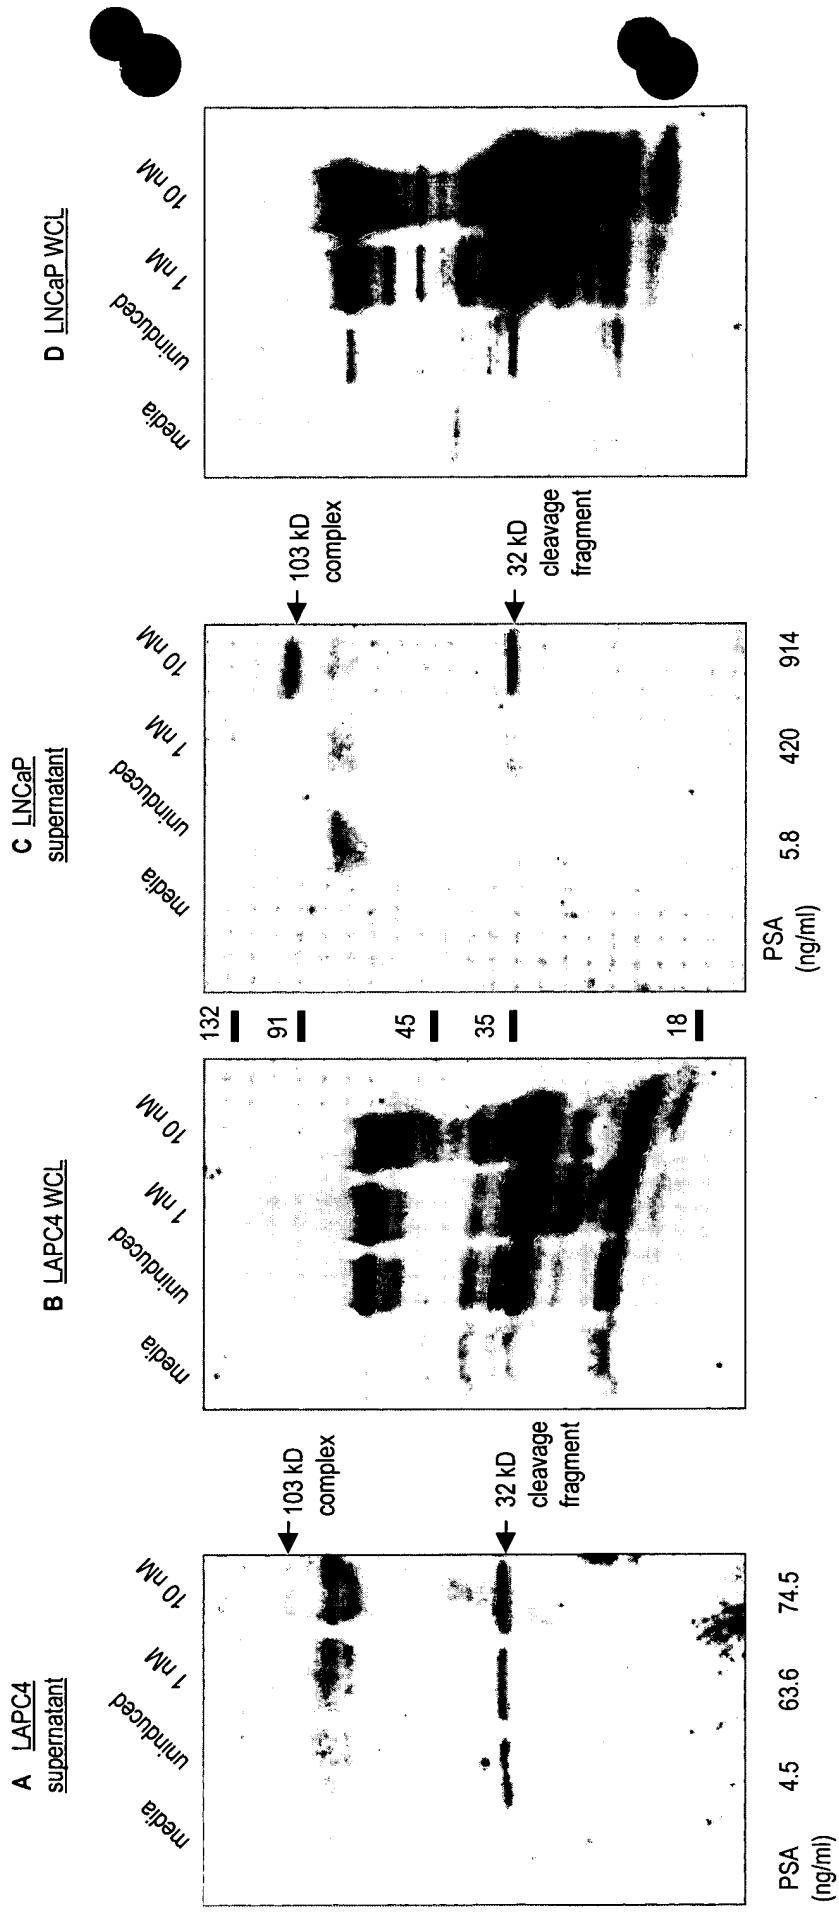 A LAPC4
supernatant
media
uninduced
1 nM
10 nM
103 kD
complex
32 kD
cleavage
fragment
PSA
(ng/ml)
4.5
63.6
74.5
B LAPC4 WCL
media
uninduced
1 nM
10 nM
132
91
45
35
18
C LNCaP
supernatant
media
uninduced
1 nM
10 nM
103 kD
complex
32 kD
cleavage
fragment
PSA
(ng/ml)
5.8
420
914
D LNCaP WCL
media
uninduced
1 nM
10 nM